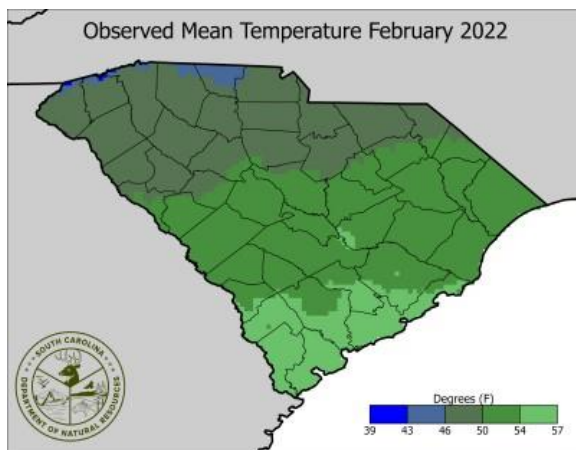 Observed Mean Temperature February 2022
SOUTH CAROLINA
DEPARTMENT OF NATURAL RESOURCES
Degrees (F)
39 43 46 50 54 57